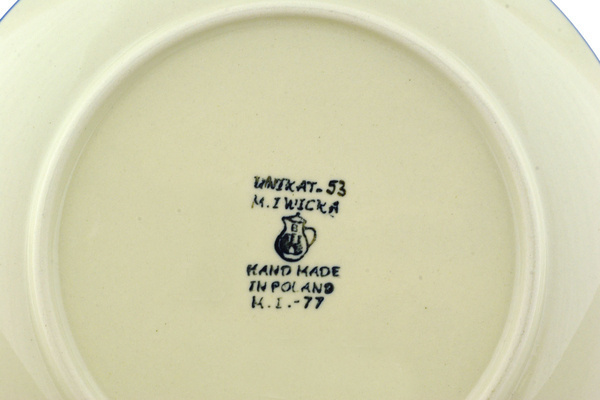 UNIKAT-53
M.IWICKA
HAND MADE
IN POLAND
M.I.-77